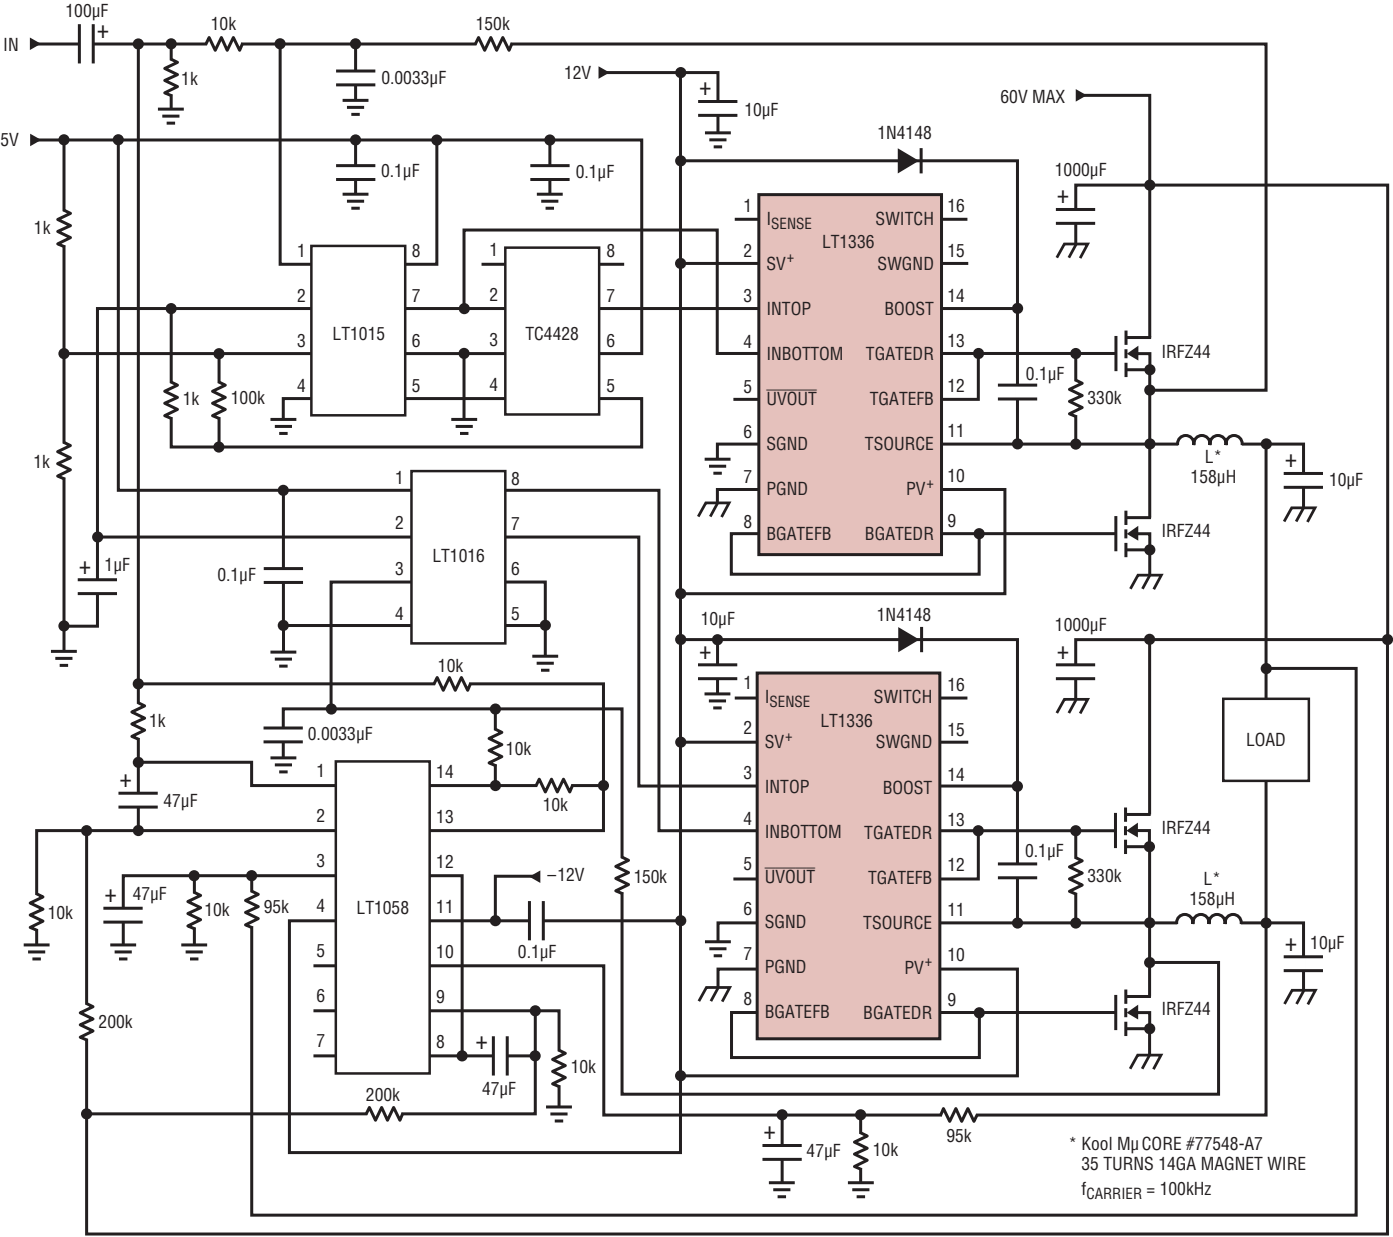 100µF
+
IN
10k
150k
1k
0.0033µF
12V
+
10µF
60V MAX
5V
0.1µF
0.1µF
1N4148
1000µF
+
1k
1
2
3
4
LT1015
8
7
6
5
1
2
3
4
TC4428
8
7
6
5
1k
100k
1k
1 ISENSE
2 SV+
3 INTOP
4 INBOTTOM
5 UVOUT
6 SGND
7 PGND
8 BGATEFB
LT1336
SWITCH 16
SWGND 15
BOOST 14
TGATEDR 13
TGATEFB 12
TSOURCE 11
PV+ 10
BGATEDR 9
0.1µF
330k
IRFZ44
L*
158µH
+
10µF
IRFZ44
1
2
3
4
LT1016
8
7
6
5
+
1µF
0.1µF
10k
1k
0.0033µF
10k
10k
+
47µF
10k
+
47µF
10k
95k
200k
1
2
3
4
5
6
7
LT1058
14
13
12
11
10
9
8
–12V
0.1µF
150k
+
47µF
10k
200k
10µF
+
1N4148
1000µF
+
1 ISENSE
2 SV+
3 INTOP
4 INBOTTOM
5 UVOUT
6 SGND
7 PGND
8 BGATEFB
LT1336
SWITCH 16
SWGND 15
BOOST 14
TGATEDR 13
TGATEFB 12
TSOURCE 11
PV+ 10
BGATEDR 9
0.1µF
330k
IRFZ44
LOAD
L*
158µH
+
10µF
IRFZ44
+
47µF
10k
95k
* Kool Mµ CORE #77548-A7
35 TURNS 14GA MAGNET WIRE
fCARRIER = 100kHz